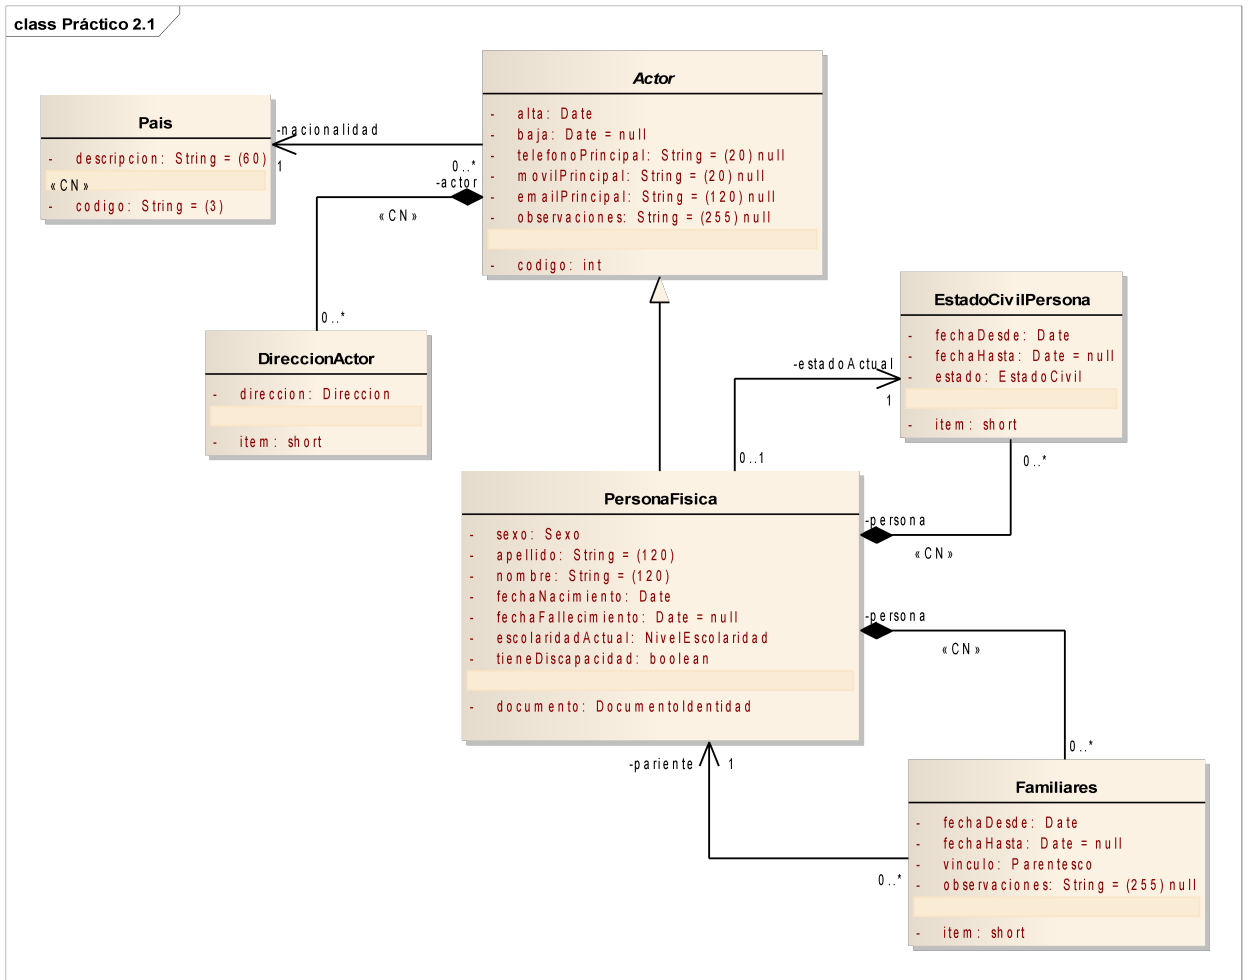 class Práctico 2.1
Actor
- alta: Date
- baja: Date = null
- telefonoPrincipal: String = (20) null
- movilPrincipal: String = (20) null
- emailPrincipal: String = (120) null
- observaciones: String = (255) null
- codigo: int
Pais
- descripcion: String = (60)
«CN»
- codigo: String = (3)
-nacionalidad
1
0..*
-actor
«CN»
0..*
DireccionActor
- direccion: Direccion
- item: short
EstadoCivilPersona
- fechaDesde: Date
- fechaHasta: Date = null
- estado: EstadoCivil
- item: short
-estadoActual
1
0..1
0..*
PersonaFisica
- sexo: Sexo
- apellido: String = (120)
- nombre: String = (120)
- fechaNacimiento: Date
- fechaFallecimiento: Date = null
- escolaridadActual: NivelEscolaridad
- tieneDiscapacidad: boolean
- documento: DocumentoIdentidad
-persona
«CN»
-persona
«CN»
0..*
-pariente
1
0..*
Familiares
- fechaDesde: Date
- fechaHasta: Date = null
- vinculo: Parentesco
- observaciones: String = (255) null
- item: short